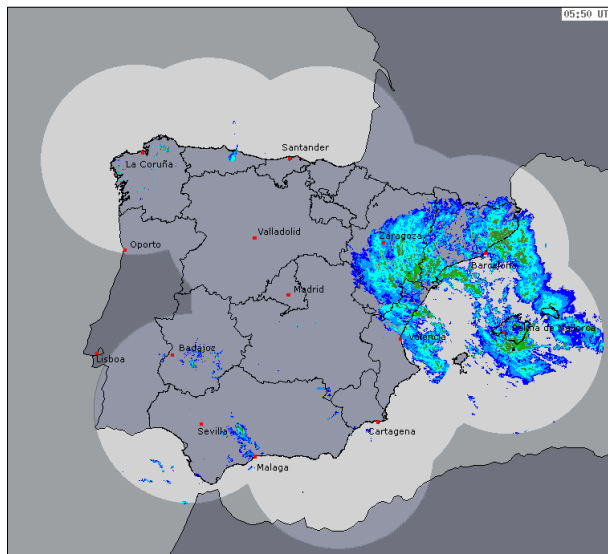 05:50 UT
Santander
La Coruña
Valladolid
Zaragoza
Oporto
Barcelona
Madrid
Palma de Mallorca
Valencia
Badajoz
Lisboa
Sevilla
Cartagena
Malaga